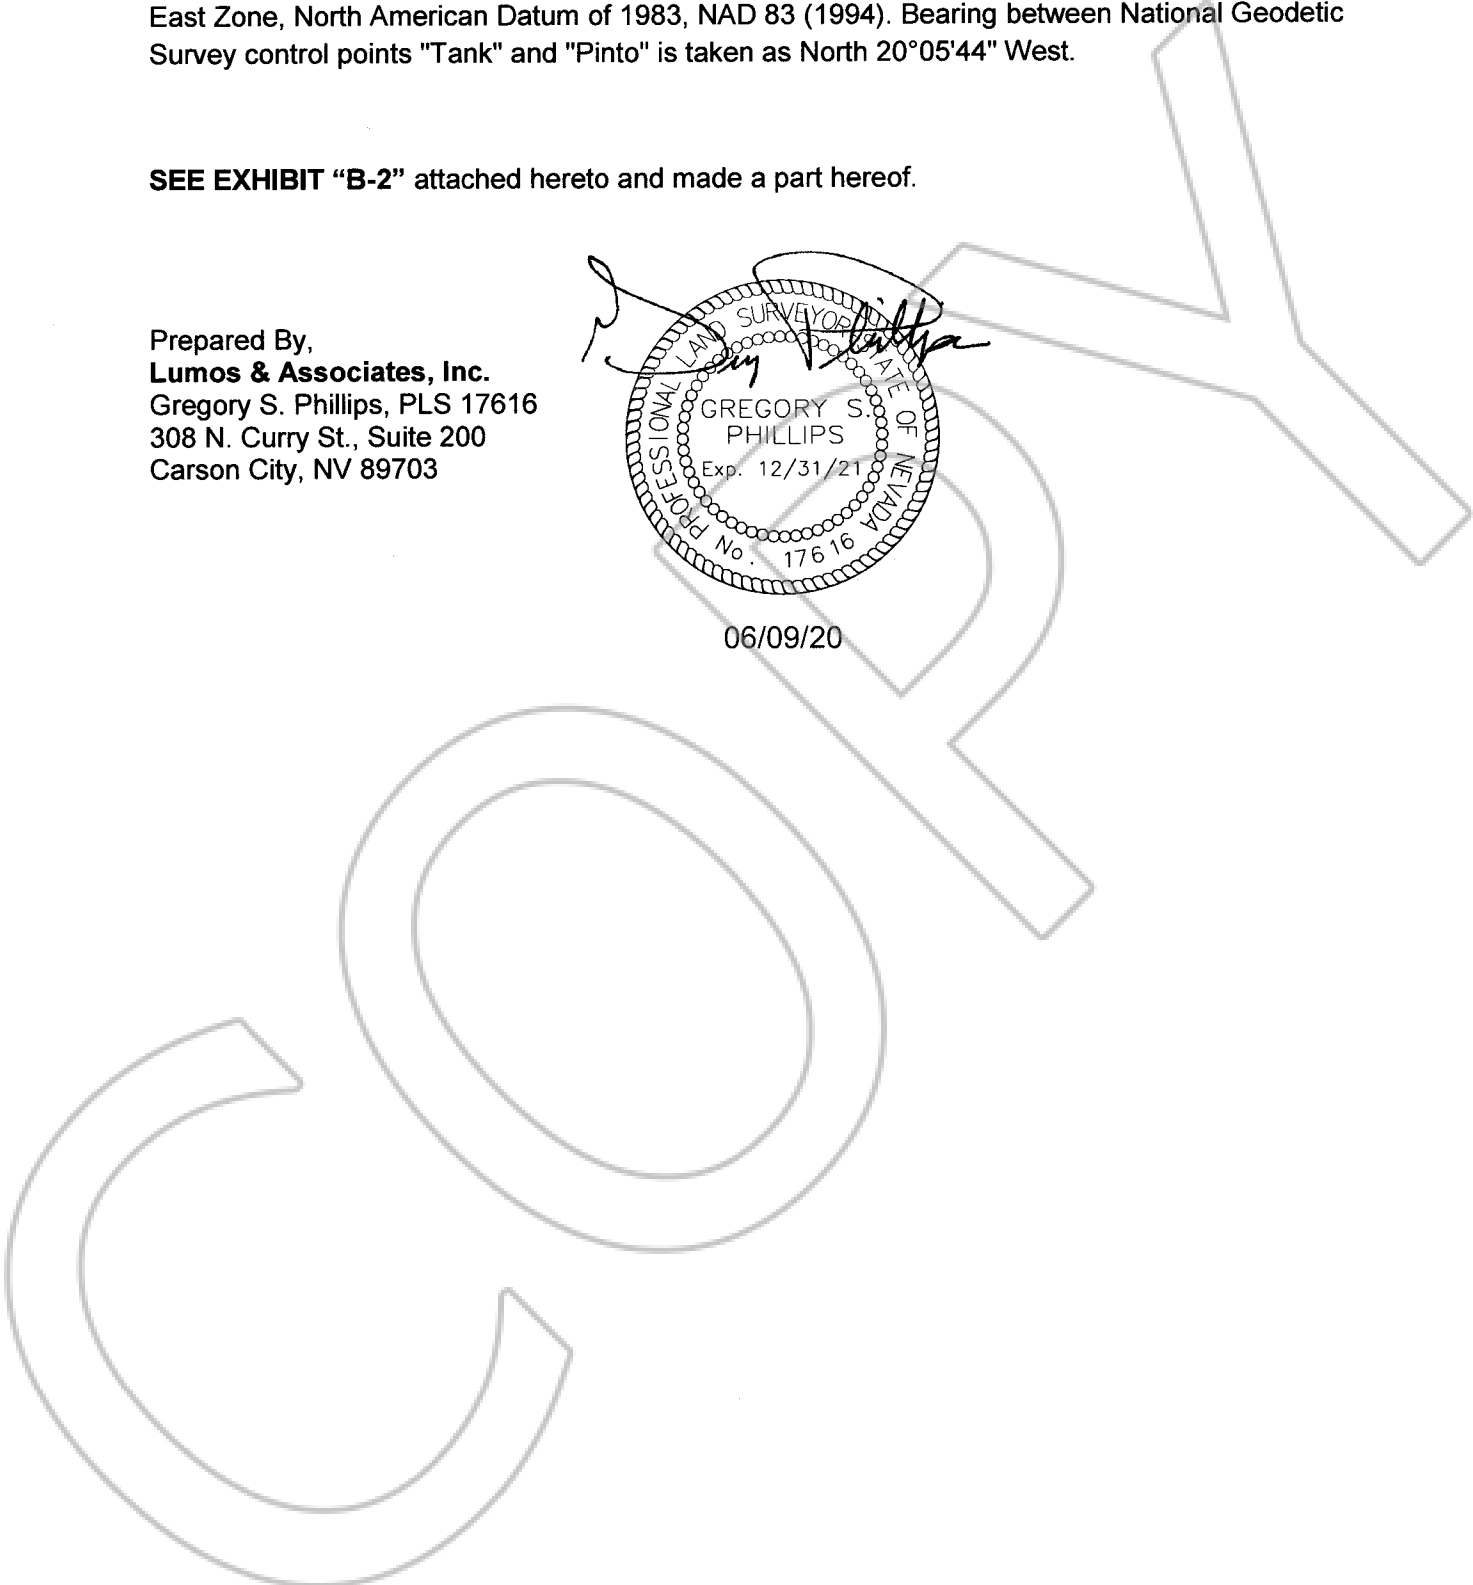 East Zone, North American Datum of 1983, NAD 83 (1994). Bearing between National Geodetic
Survey control points "Tank" and "Pinto" is taken as North 20°05'44" West.
SEE EXHIBIT “B-2” attached hereto and made a part hereof.
Prepared By,
Lumos & Associates, Inc.
Gregory S. Phillips, PLS 17616
308 N. Curry St., Suite 200
Carson City, NV 89703
PROFESSIONAL LAND SURVEYOR STATE OF NEVADA
GREGORY S.
PHILLIPS
Exp. 12/31/21
No. 17616
06/09/20
COPY